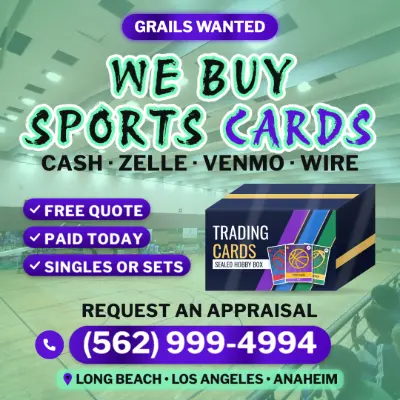 GRAILS WANTED
WE BUY
SPORTS CARDS
CASH · ZELLE · VENMO · WIRE
FREE QUOTE
PAID TODAY
SINGLES OR SETS
TRADING
CARDS
SEALED HOBBY BOX
REQUEST AN APPRAISAL
(562) 999-4994
LONG BEACH • LOS ANGELES • ANAHEIM